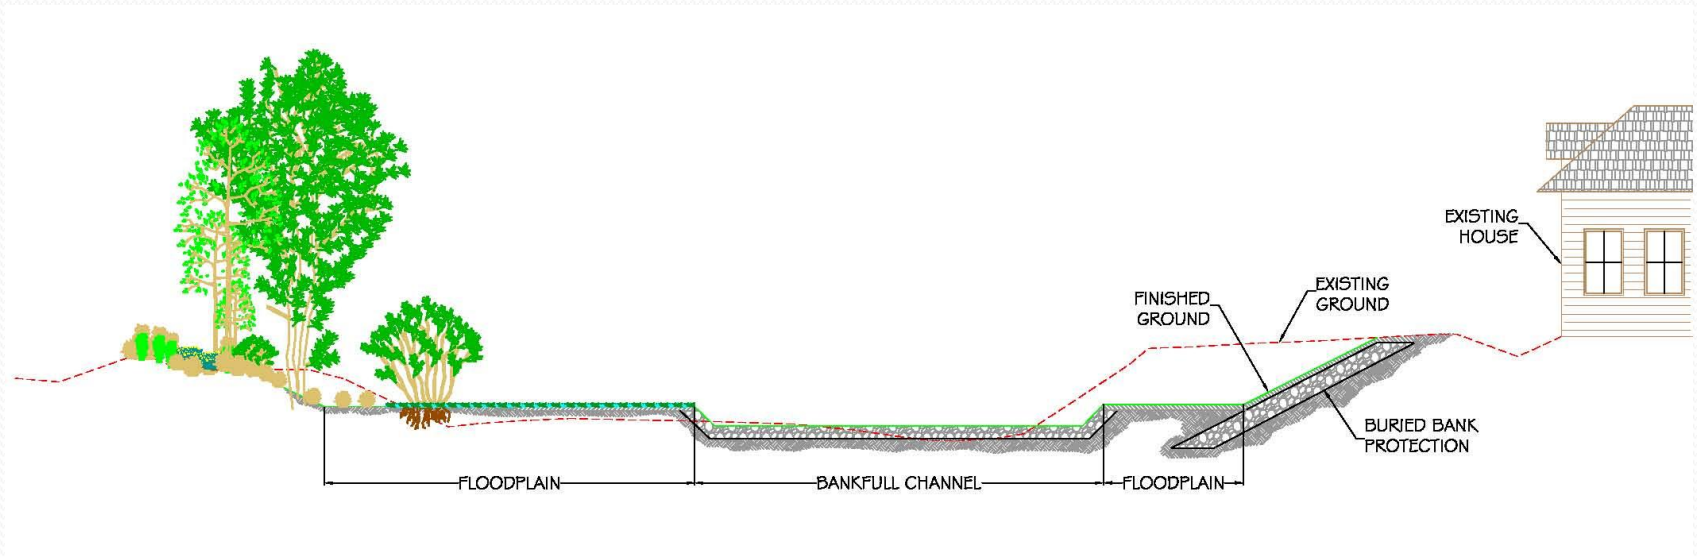 EXISTING
HOUSE
EXISTING
GROUND
FINISHED
GROUND
BURIED BANK
PROTECTION
FLOODPLAIN
BANKFULL CHANNEL
FLOODPLAIN